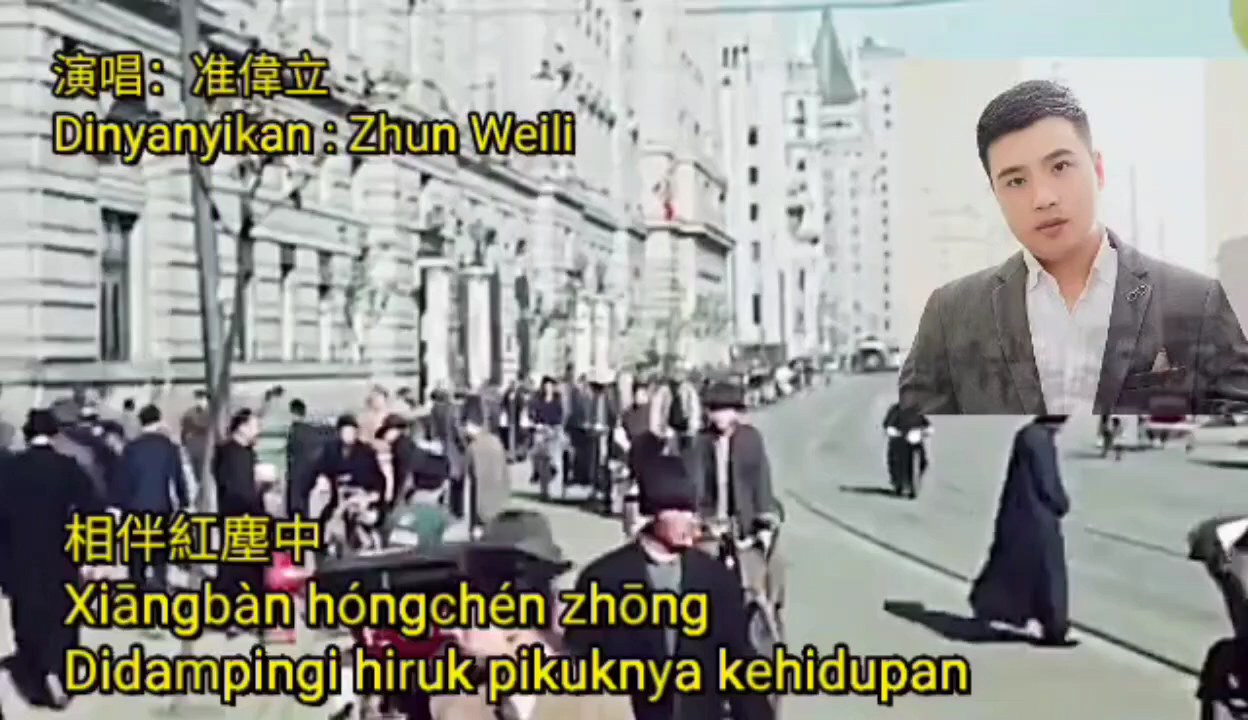 演唱：准偉立
Dinyanyikan : Zhun Weili
相伴紅塵中
Xiāngbàn hóngchén zhōng
Didampingi hiruk pikuknya kehidupan